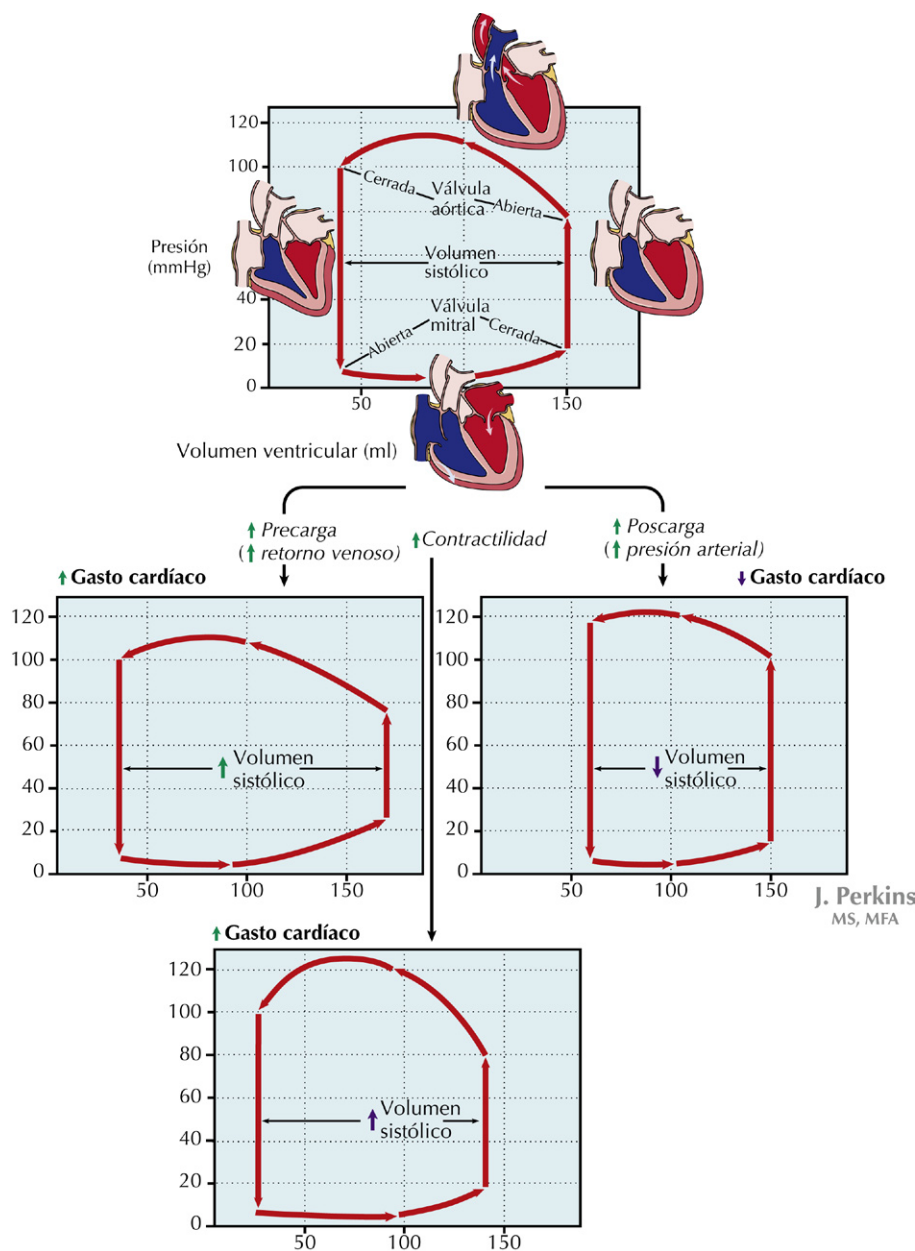 120
100
Cerrada
Válvula
aórtica
Abierta
Presión
(mmHg)
Volumen
sistólico
40
Válvula
mitral
Abierta
Cerrada
20
0
50
150
Volumen ventricular (ml)
Precarga
( retorno venoso)
Contractilidad
Poscarga
( presión arterial)
Gasto cardíaco
120
100
80
60
40
20
0
Volumen
sistólico
50
100
150
Gasto cardíaco
120
100
80
60
40
20
0
Volumen
sistólico
50
100
150
J. Perkins
MS, MFA
Gasto cardíaco
120
100
80
60
40
20
0
Volumen
sistólico
50
100
150